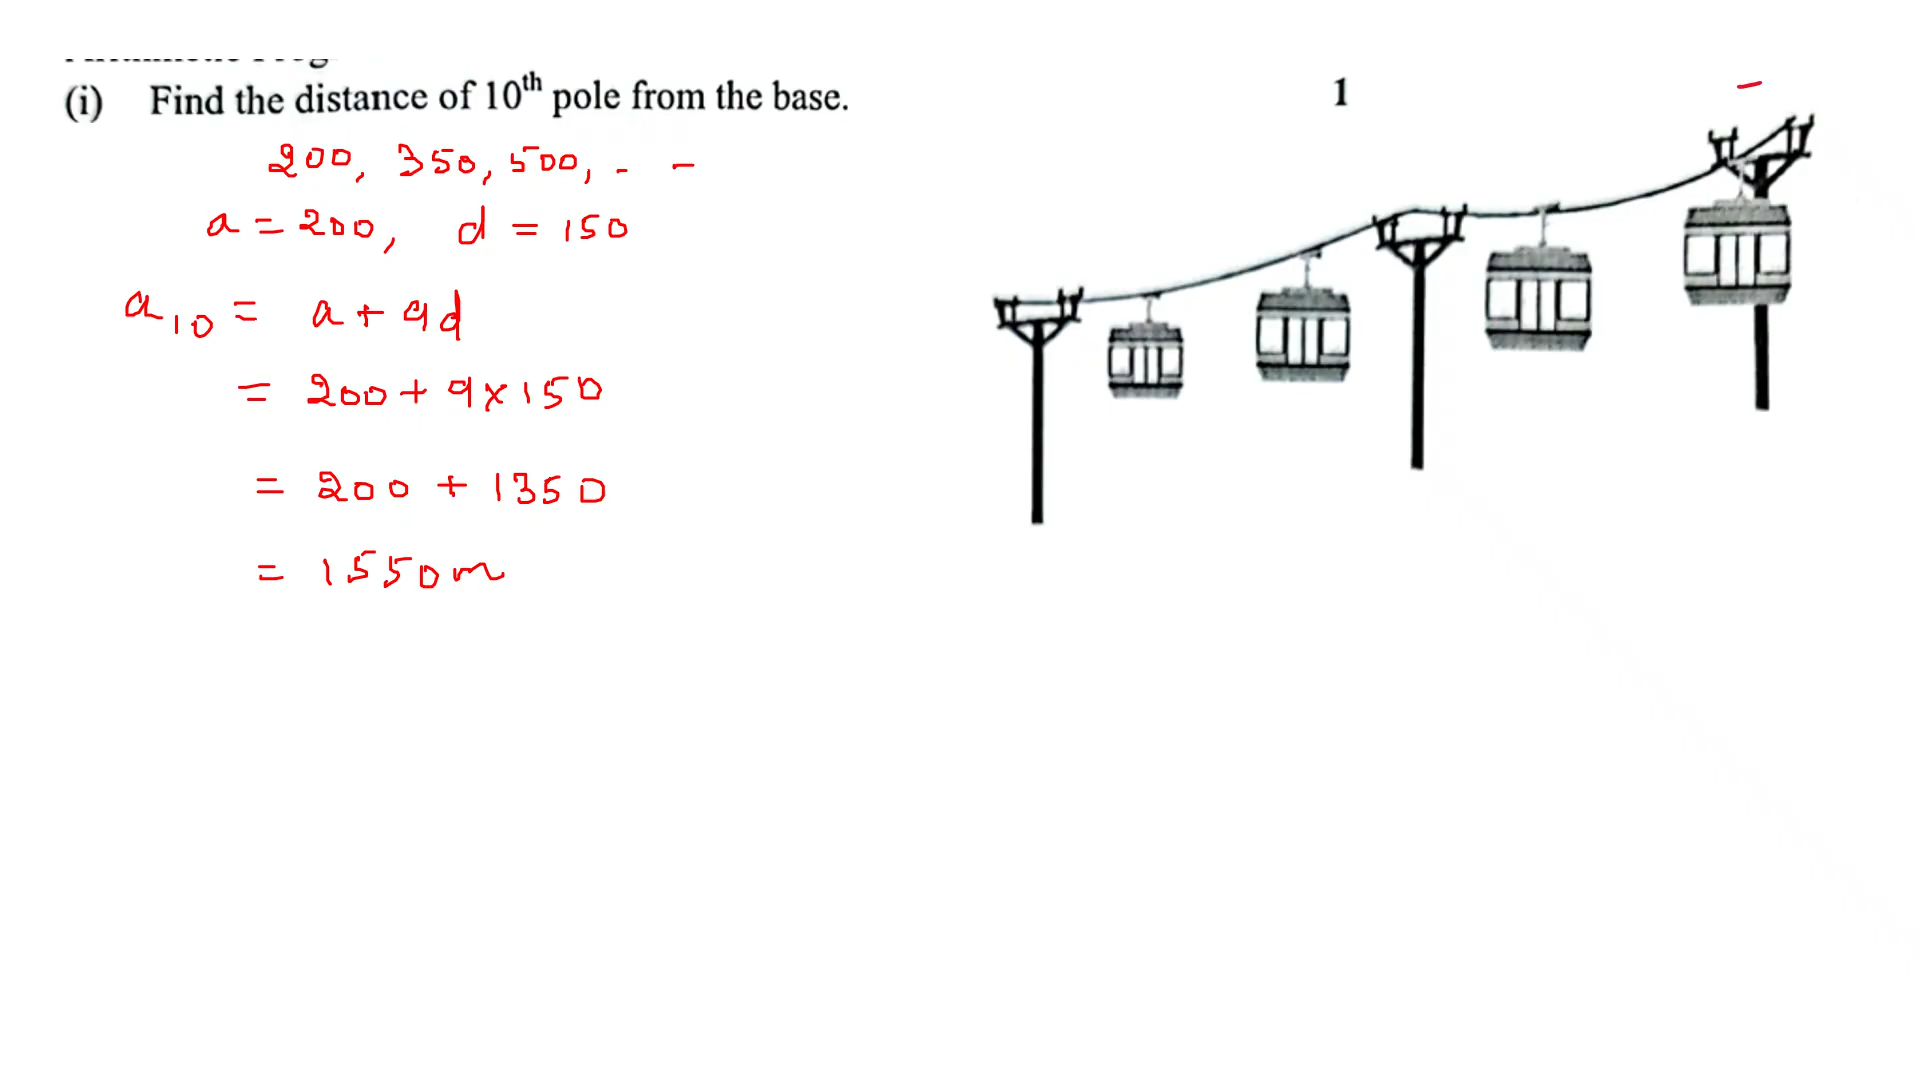 (i) Find the distance of 10th pole from the base. 1
200, 350, 500, . -
a = 200, d = 150
a10 = a + 9d
= 200 + 9 x 150
= 200 + 1350
= 1550m